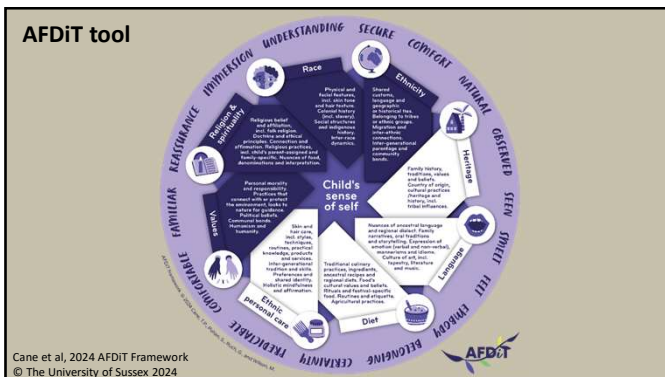 AFDiT tool
REASSURANCE IMMERSION UNDERSTANDING SECURE COMFORT NATURAL OBSERVED SEEN SMELT FELT EMBODY BELONGING CERTAINTY PREDICTABLE COMFORTABLE FAMILIAR
Race
Physical and
facial features,
incl. skin tone
and hair texture.
Colonial history
(incl. slavery).
Social structures
and indigenous
history.
Inter-race
dynamics.
Ethnicity
Shared
customs,
language and
geographic
or historical ties.
Belonging to tribes
or ethnic groups.
Migration and
inter-ethnic
connections.
Inter-generational
parentage and
community
bonds.
Heritage
Family history,
traditions, values
and beliefs.
Country of origin,
cultural practices
/heritage and
history, incl.
tribal influences.
Language
Nuances of ancestral language
and regional dialect. Family
narratives, oral traditions
and storytelling. Expression of
emotion (verbal and non-verbal),
mannerisms and idioms.
Culture of art, incl.
tapestry, literature
and music.
Diet
Traditional culinary
practices, ingredients,
ancestral recipes and
regional diets. Food's
cultural values and beliefs.
Rituals and festival-specific
food. Routines and etiquette.
Agricultural practices.
Ethnic
personal care
Skin and
hair care,
incl. styles,
techniques,
routines, practical
knowledge, products
and services.
Inter-generational
tradition and skills.
Preferences and
shared identity.
Holistic mindfulness
and affirmation.
Values
Personal morality
and responsibility.
Practices that
connect with or protect
the environment, looks to
nature for guidance.
Political beliefs.
Communal bonds.
Humanism and
humanity.
Religion &
spirituality
Religious belief
and affiliation,
incl. folk religion.
Doctrine and ethical
principles. Connection and
affirmation. Religious practices,
incl. child's parent-assigned and
family-specific. Nuances of food,
denominations and interpretation.
Child's
sense
of self
AFDiT
Cane et al, 2024 AFDiT Framework
© The University of Sussex 2024